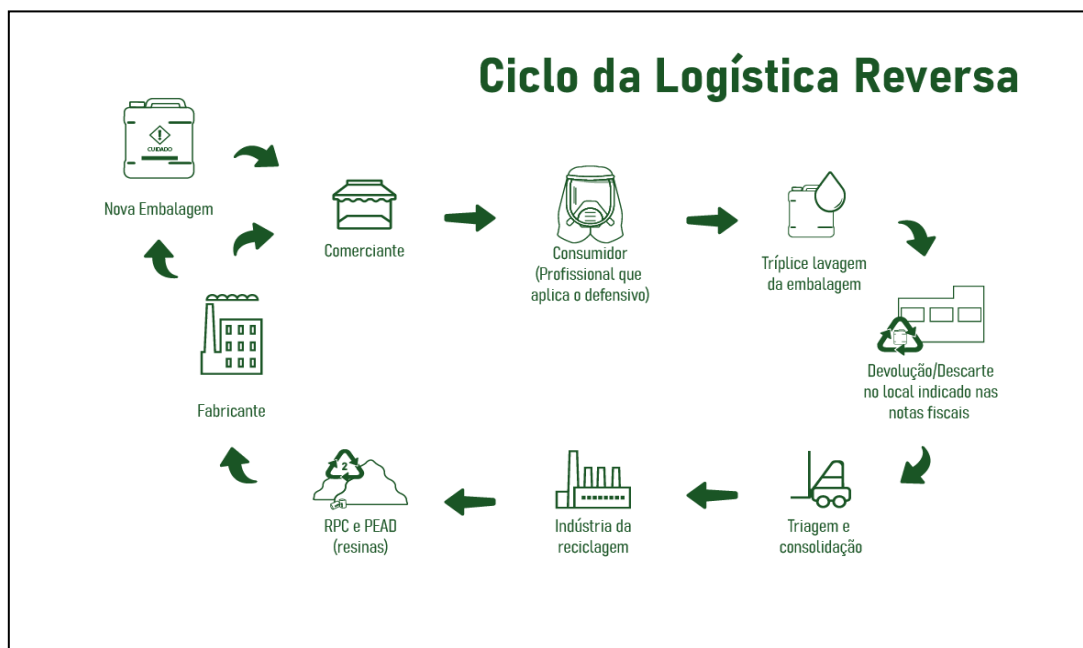 Ciclo da Logística Reversa
CUIDADO
Nova Embalagem
Comerciante
Consumidor
(Profissional que
aplica o defensivo)
Tríplice lavagem
da embalagem
Devolução/Descarte
no local indicado nas
notas fiscais
Fabricante
2
RPC e PEAD
(resinas)
Indústria da
reciclagem
Triagem e
consolidação